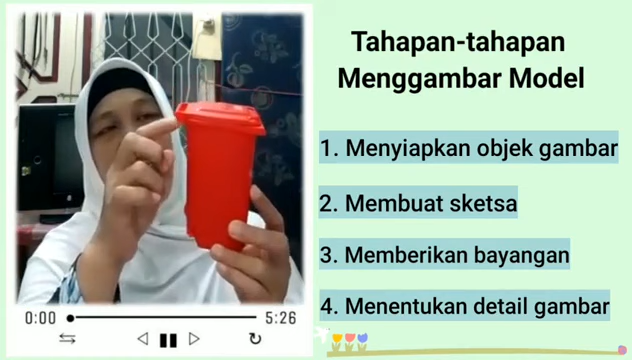 Tahapan-tahapan
Menggambar Model
1. Menyiapkan objek gambar
2. Membuat sketsa
3. Memberikan bayangan
4. Menentukan detail gambar
0:00
5:26